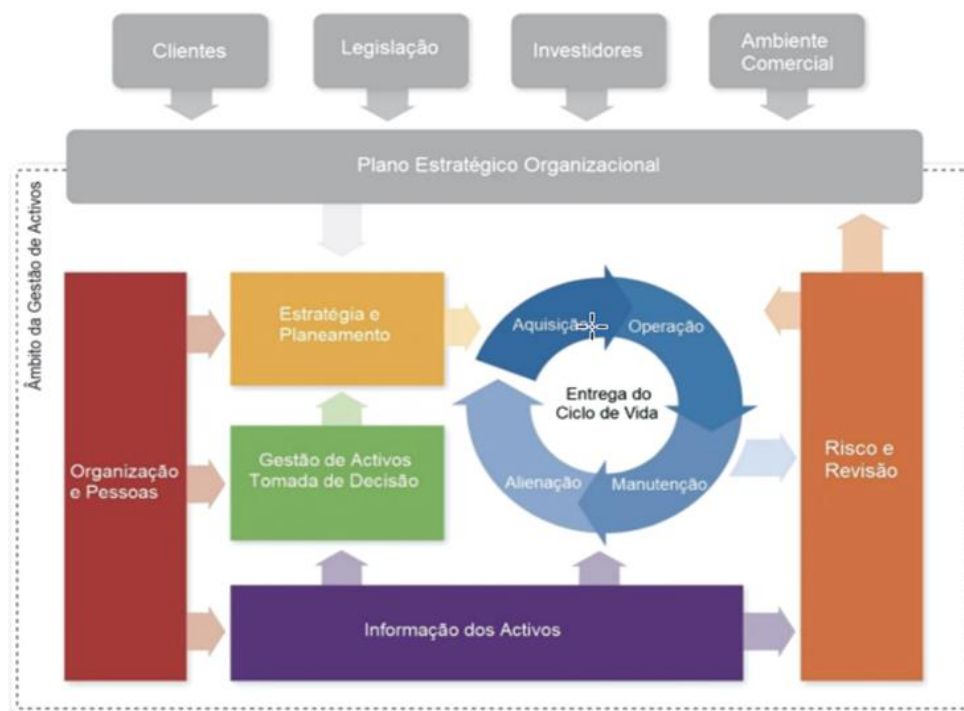 Clientes
Legislação
Investidores
Ambiente
Comercial
Plano Estratégico Organizacional
Âmbito da Gestão de Activos
Estratégia e
Planeamento
Aquisição
Operação
Entrega do
Ciclo de Vida
Organização
e Pessoas
Gestão de Activos
Tomada de Decisão
Alienação
Manutenção
Risco e
Revisão
Informação dos Activos